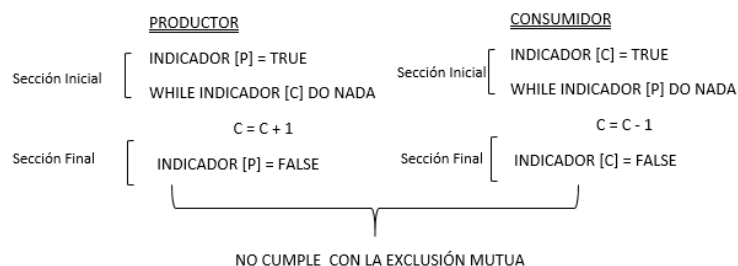 PRODUCTOR
INDICADOR [P] = TRUE
Sección Inicial
WHILE INDICADOR [C] DO NADA
C = C + 1
Sección Final
INDICADOR [P] = FALSE
CONSUMIDOR
INDICADOR [C] = TRUE
Sección Inicial
WHILE INDICADOR [P] DO NADA
C = C - 1
Sección Final
INDICADOR [C] = FALSE
NO CUMPLE CON LA EXCLUSIÓN MUTUA